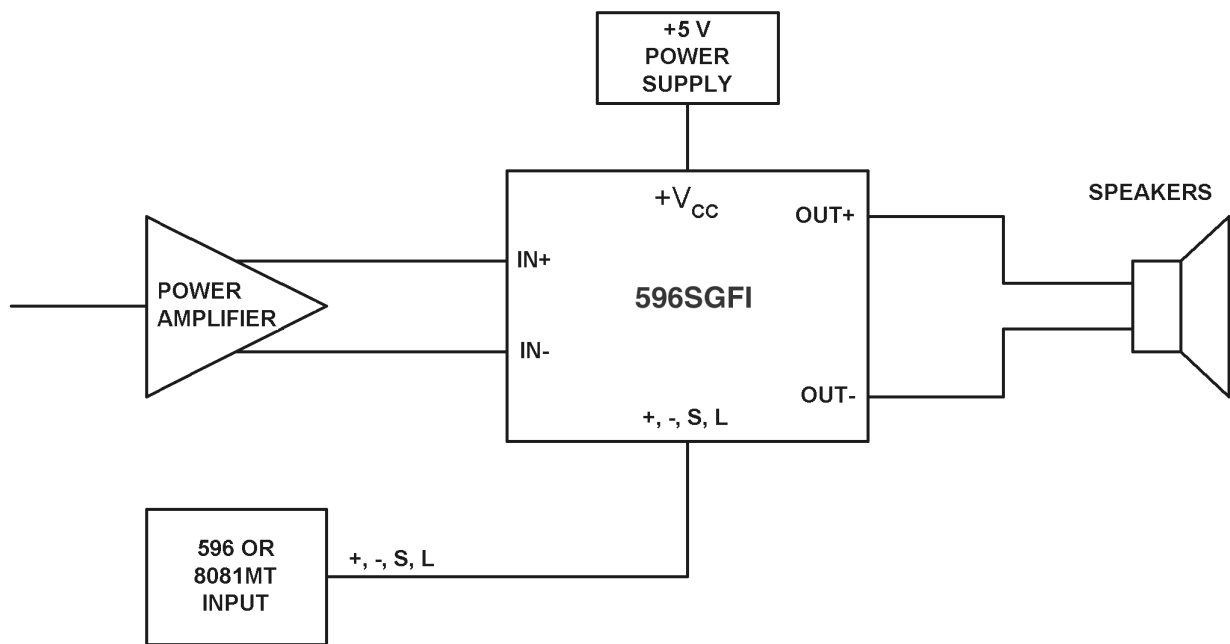 +5 V
POWER
SUPPLY
+VCC
OUT+
SPEAKERS
IN+
POWER
AMPLIFIER
596SGFI
IN-
OUT-
+, -, S, L
596 OR
8081MT
INPUT
+, -, S, L